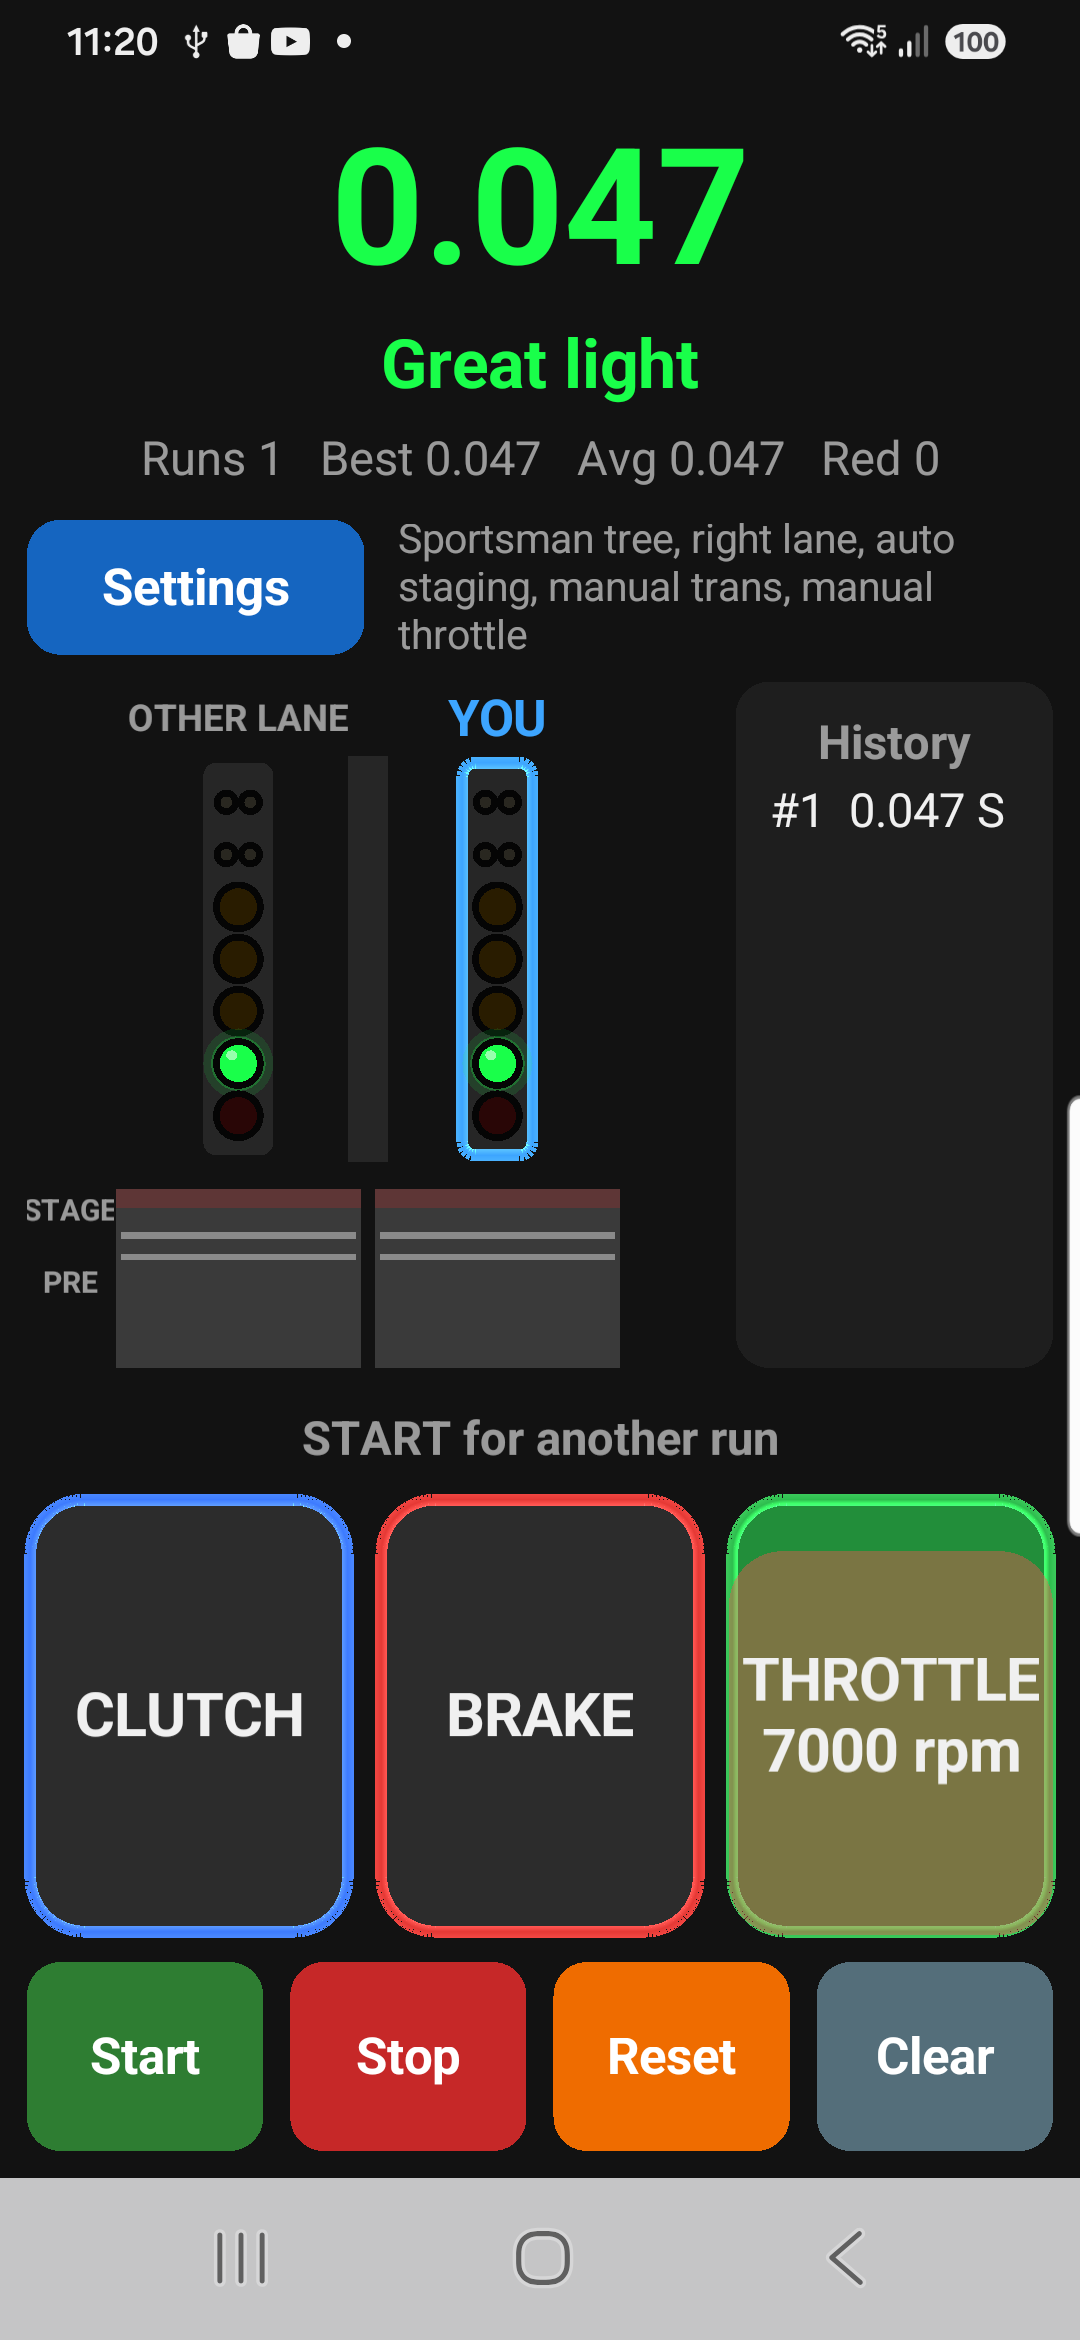 11:20
5
100
0.047
Great light
Runs 1 Best 0.047 Avg 0.047 Red 0
Settings
Sportsman tree, right lane, auto
staging, manual trans, manual
throttle
OTHER LANE
YOU
History
#1 0.047 S
STAGE
PRE
START for another run
CLUTCH
BRAKE
THROTTLE
7000 rpm
Start
Stop
Reset
Clear